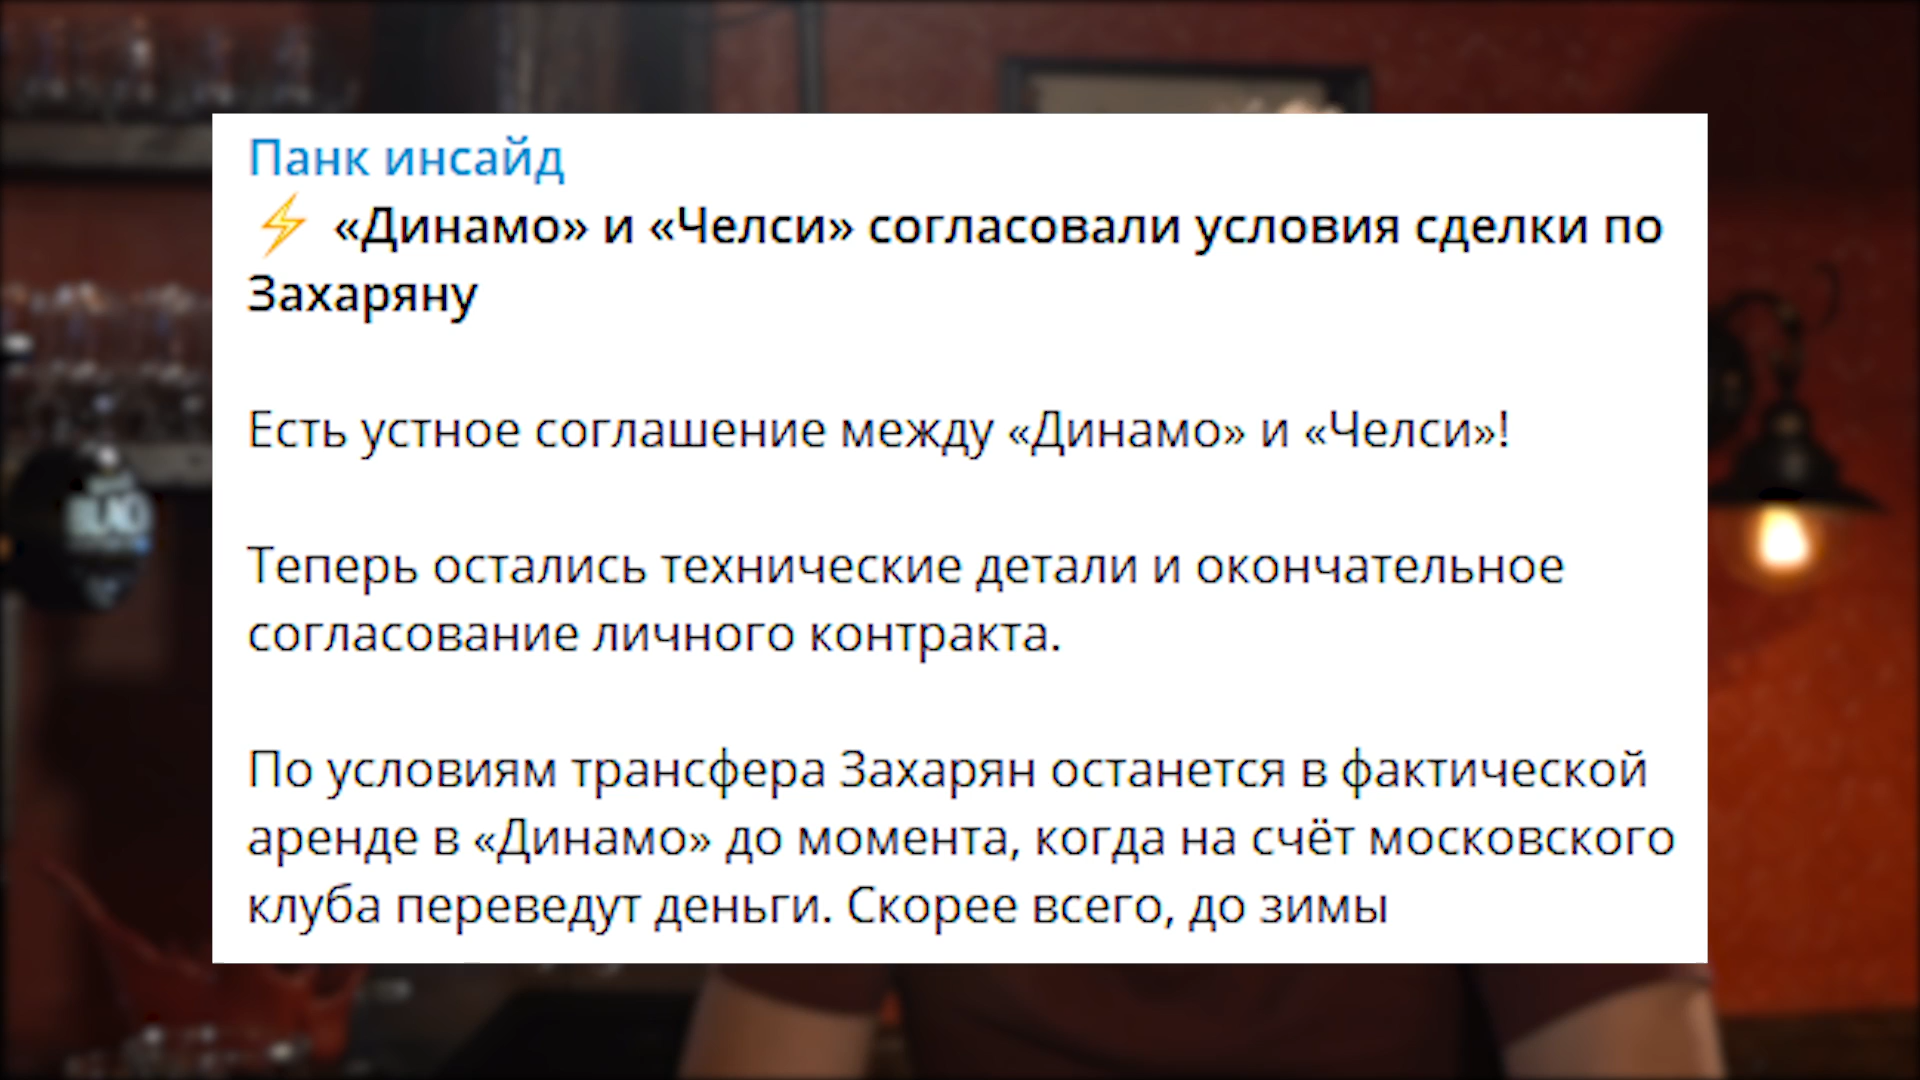 Панк инсайд
⚡ «Динамо» и «Челси» согласовали условия сделки по
Захаряну
Есть устное соглашение между «Динамо» и «Челси»!
Теперь остались технические детали и окончательное
согласование личного контракта.
По условиям трансфера Захарян останется в фактической
аренде в «Динамо» до момента, когда на счёт московского
клуба переведут деньги. Скорее всего, до зимы